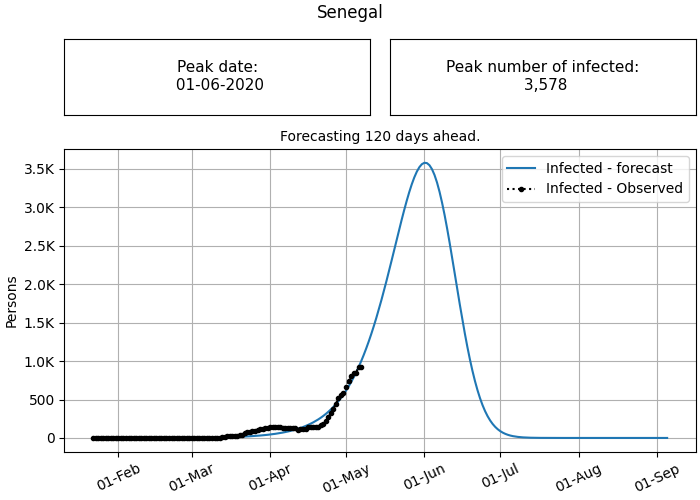 Senegal
Peak date:
01-06-2020
Peak number of infected:
3,578
Forecasting 120 days ahead.
Infected - forecast
Infected - Observed
Persons
3.5K
3.0K
2.5K
2.0K
1.5K
1.0K
500
0
01-Feb
01-Mar
01-Apr
01-May
01-Jun
01-Jul
01-Aug
01-Sep